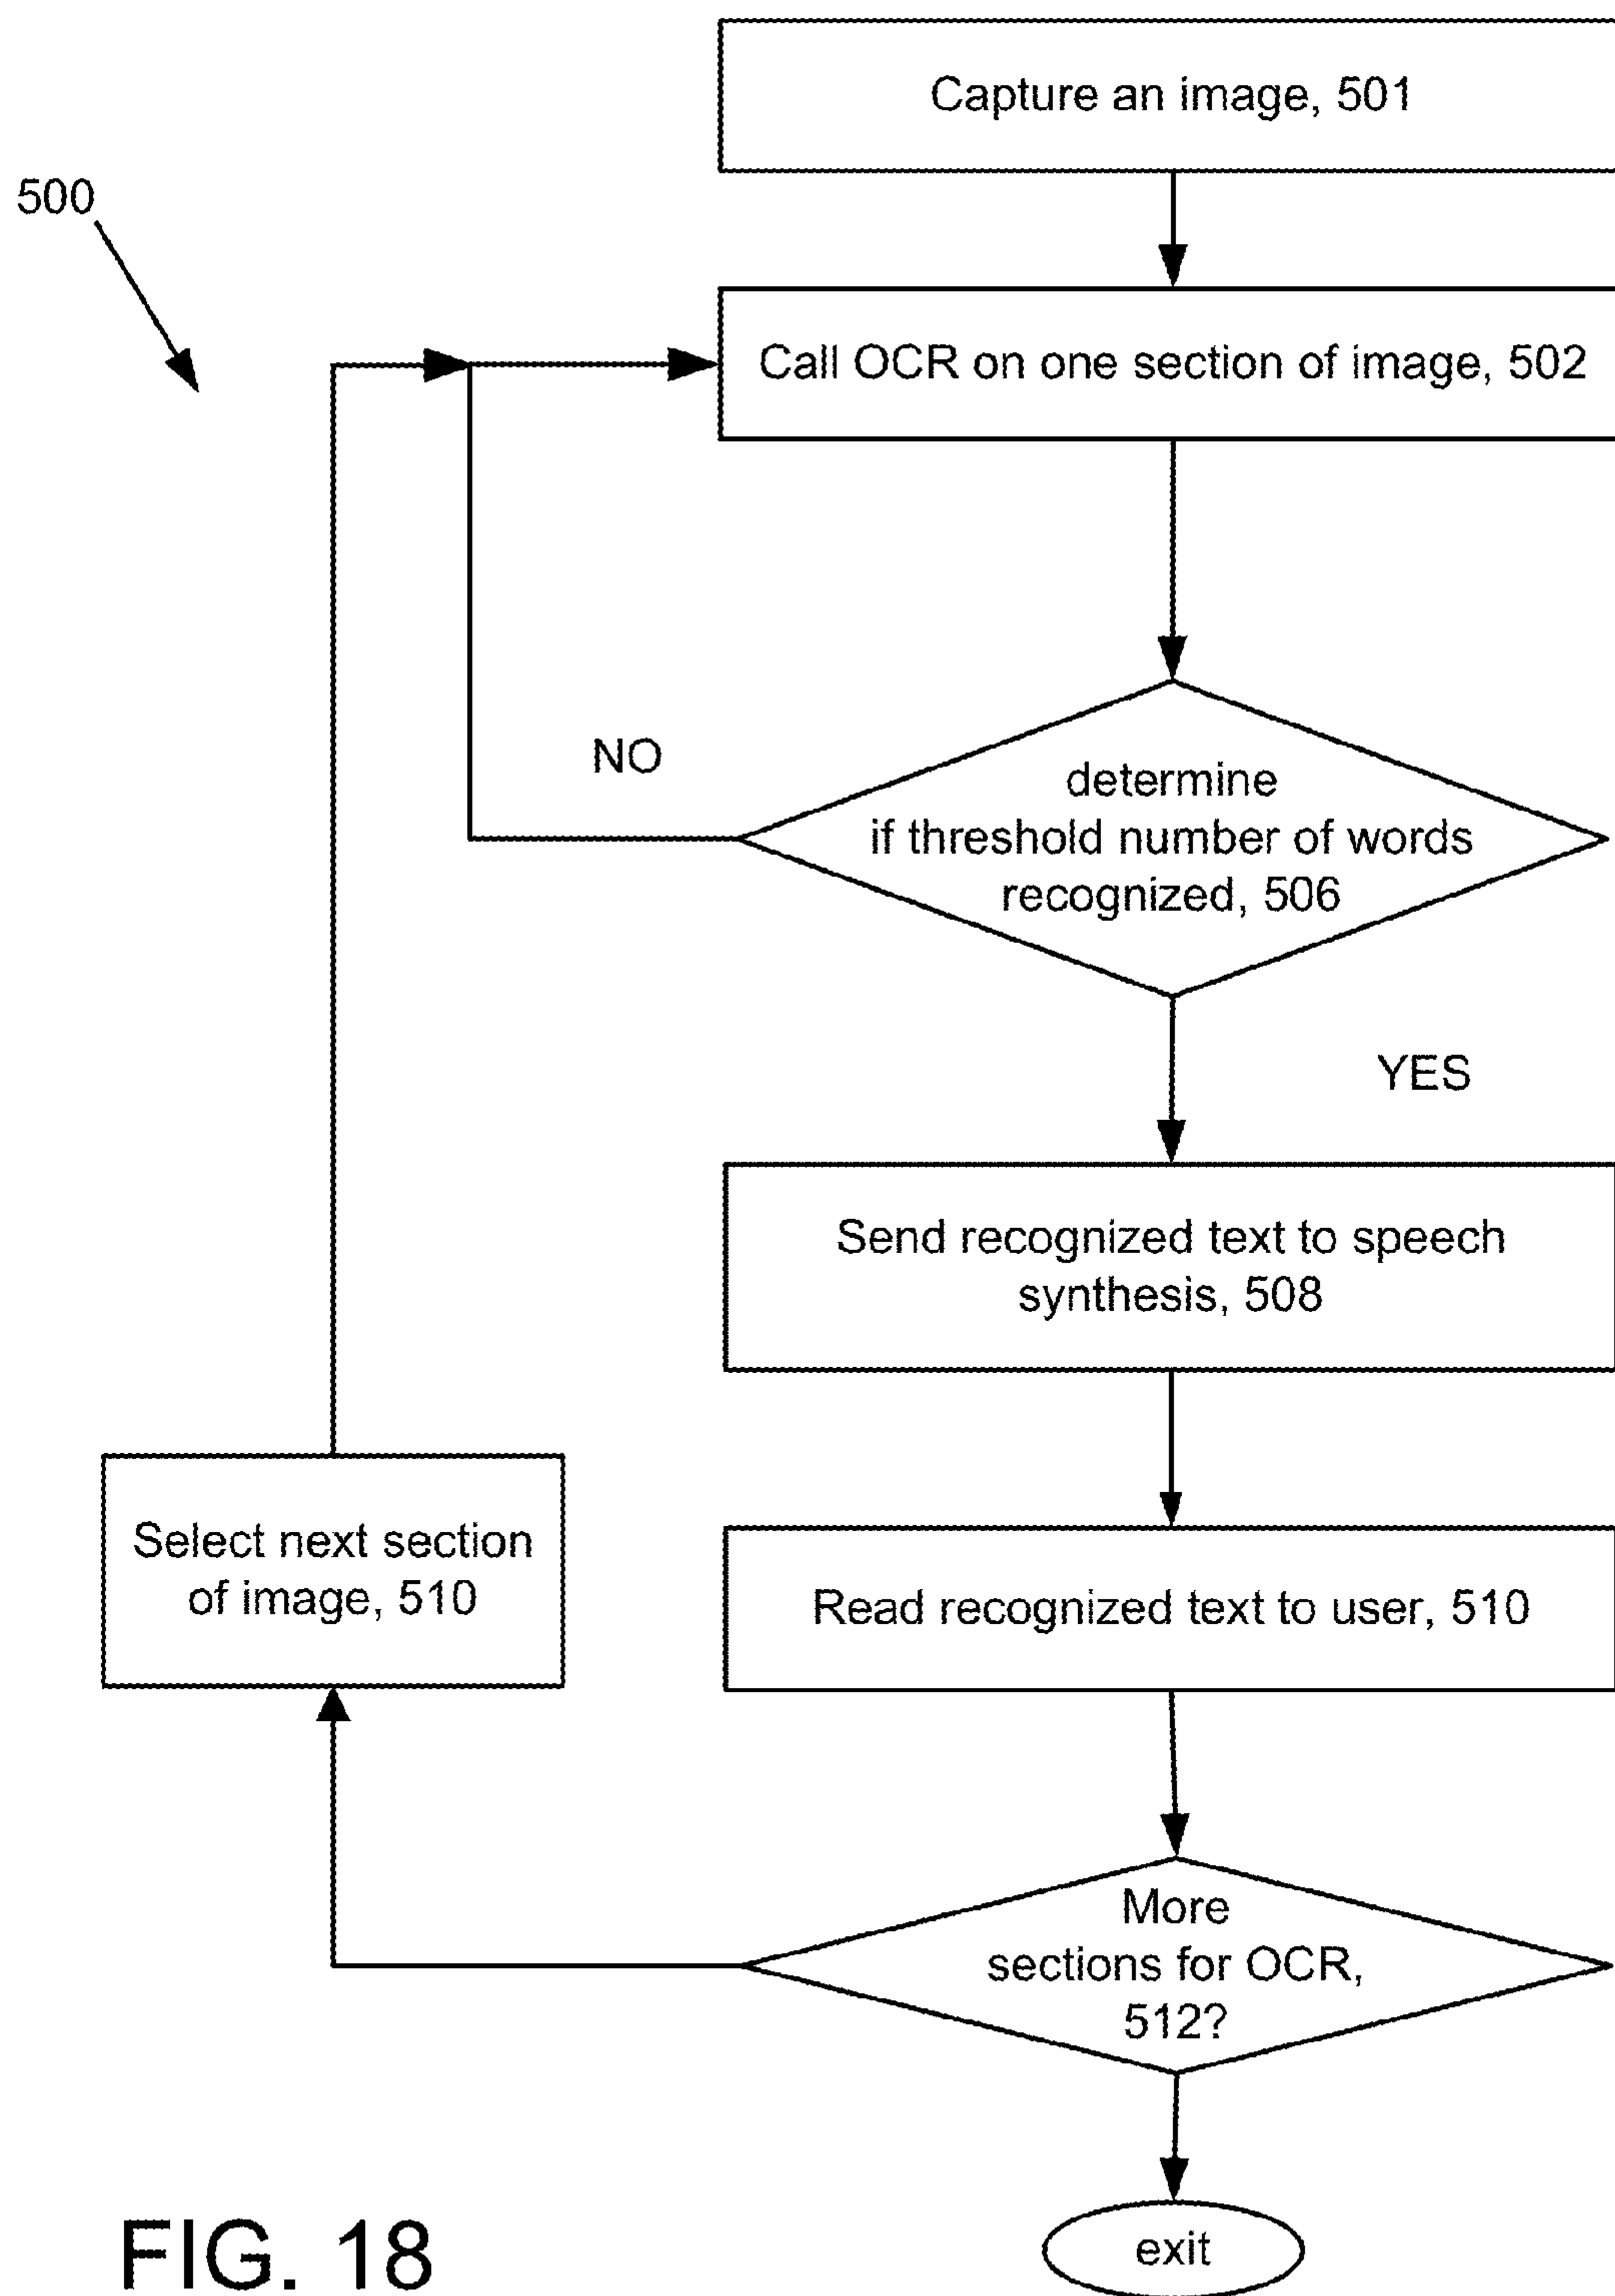 Capture an image, 501
500
Call OCR on one section of image, 502
NO
determine
if threshold number of words
recognized, 506
YES
Send recognized text to speech
synthesis, 508
Select next section
of image, 510
Read recognized text to user, 510
More
sections for OCR,
512?
exit
FIG. 18